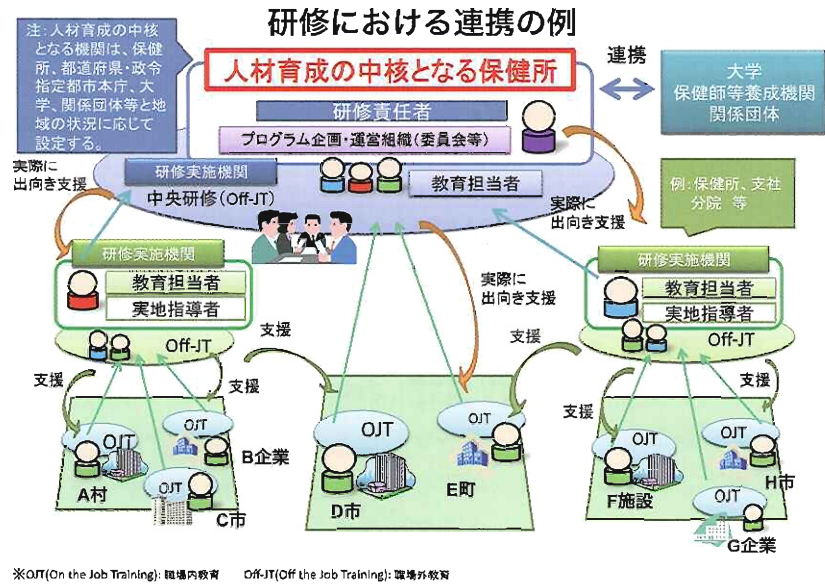 研修における連携の例
注:人材育成の中核
となる機関は、保健
所、都道府県・政令
指定都市本庁、大
学、関係団体等と地
域の状況に応じて
設定する。
人材育成の中核となる保健所
連携
大学
保健師等養成機関
関係団体
研修責任者
プログラム企画・運営組織(委員会等)
実際に
出向き支援
研修実施機関
中央研修(Off-JT)
教育担当者
実際に
出向き支援
例:保健所、支社
分院 等
研修実施機関
教育担当者
実地指導者
Off-JT
実際に
出向き支援
研修実施機関
教育担当者
実地指導者
Off-JT
支援
支援
支援
支援
支援
支援
OJT
A村
B企業
OJT
C市
OJT
D市
OJT
E町
OJT
F施設
OJT
H市
OJT
G企業
※OJT(On the Job Training): 職場内教育 Off-JT(Off the Job Training): 職場外教育